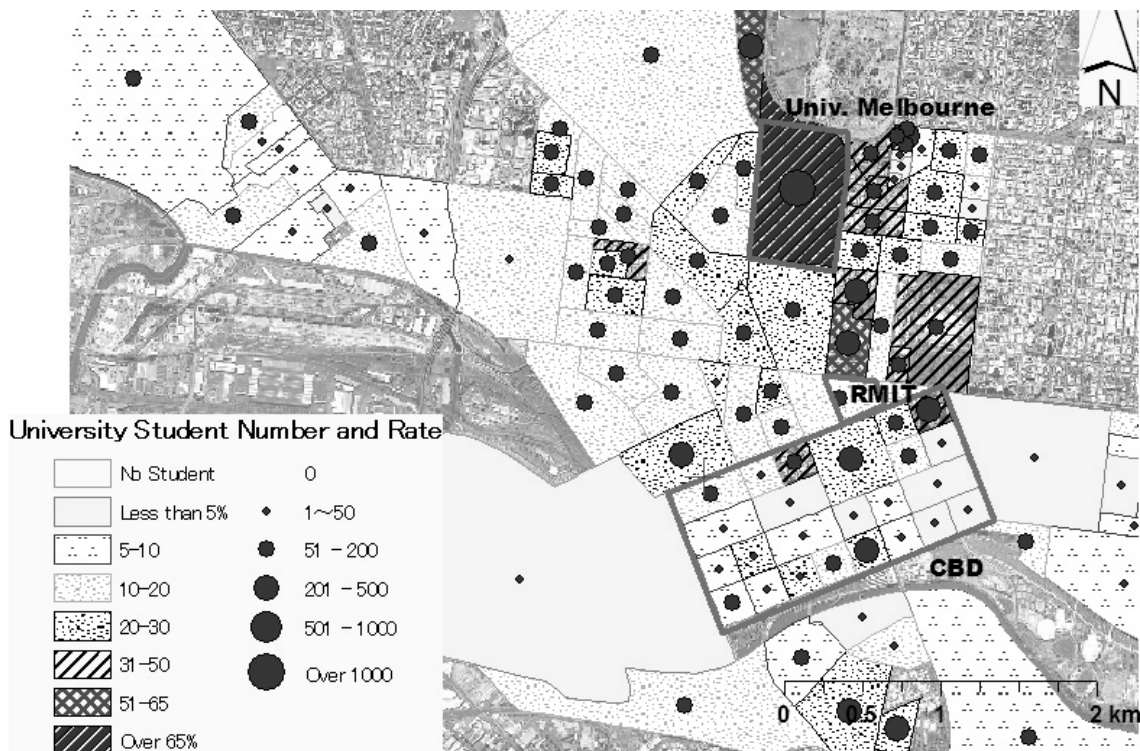 N
Univ. Melbourne
RMIT
CBD
University Student Number and Rate
No Student 0
Less than 5% 1～50
5-10 51 - 200
10-20 201 - 500
20-30 501 - 1000
31-50 Over 1000
51-65
Over 65%
0 0.5 1 2 km